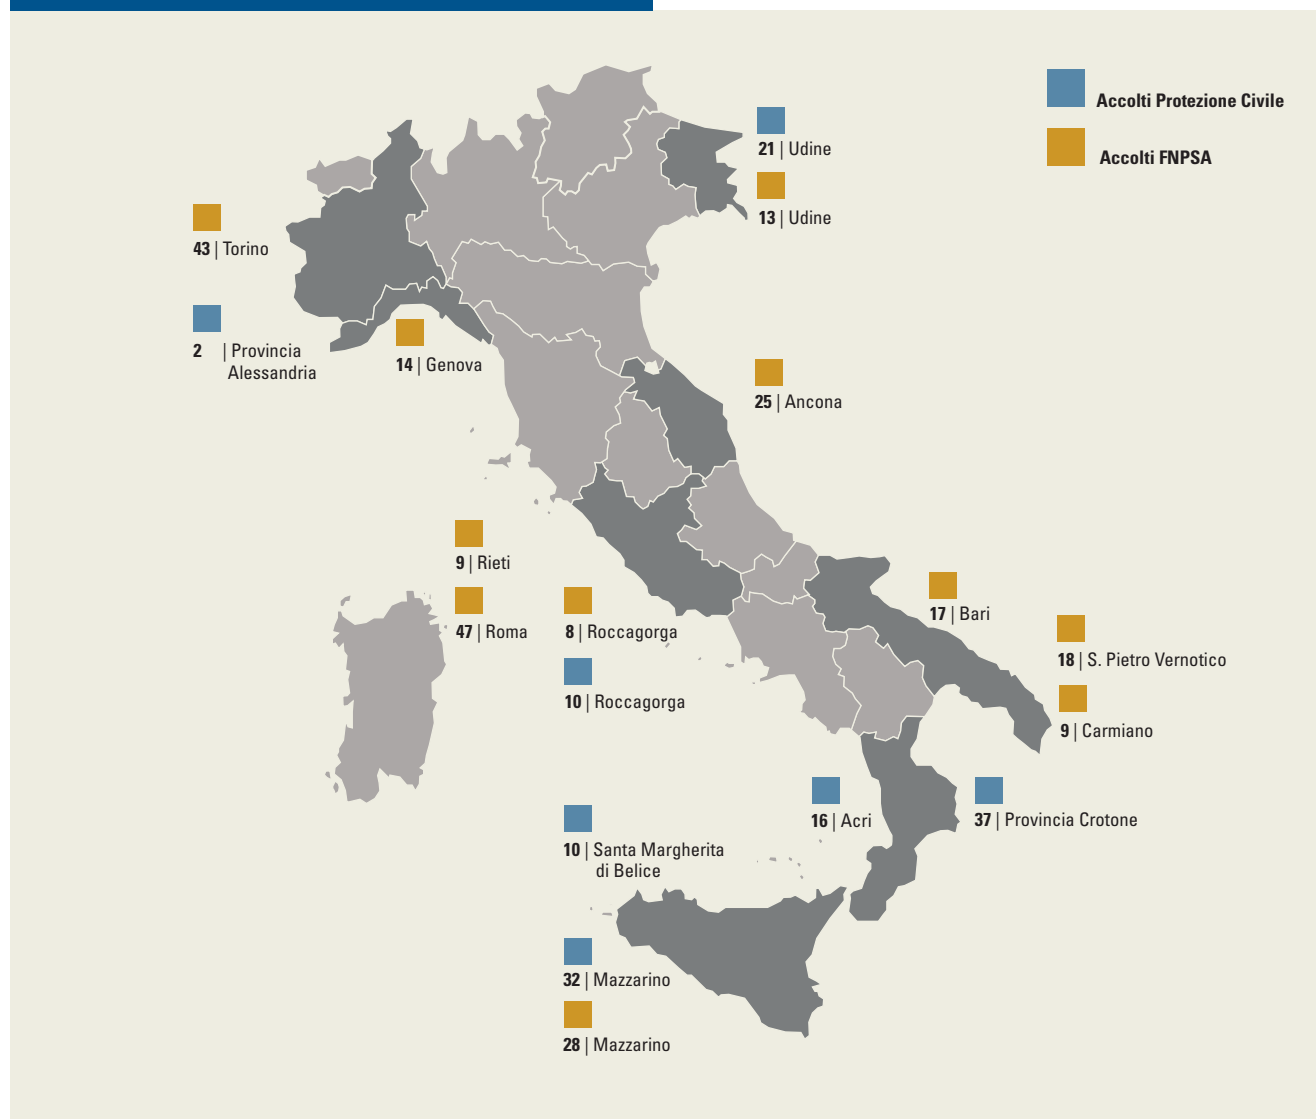 Accolti Protezione Civile
Accolti FNPSA
21 | Udine
13 | Udine
43 | Torino
2 | Provincia
Alessandria
14 | Genova
25 | Ancona
9 | Rieti
47 | Roma
8 | Roccagorga
10 | Roccagorga
17 | Bari
18 | S. Pietro Vernotico
9 | Carmiano
16 | Acri
37 | Provincia Crotone
10 | Santa Margherita
di Belice
32 | Mazzarino
28 | Mazzarino